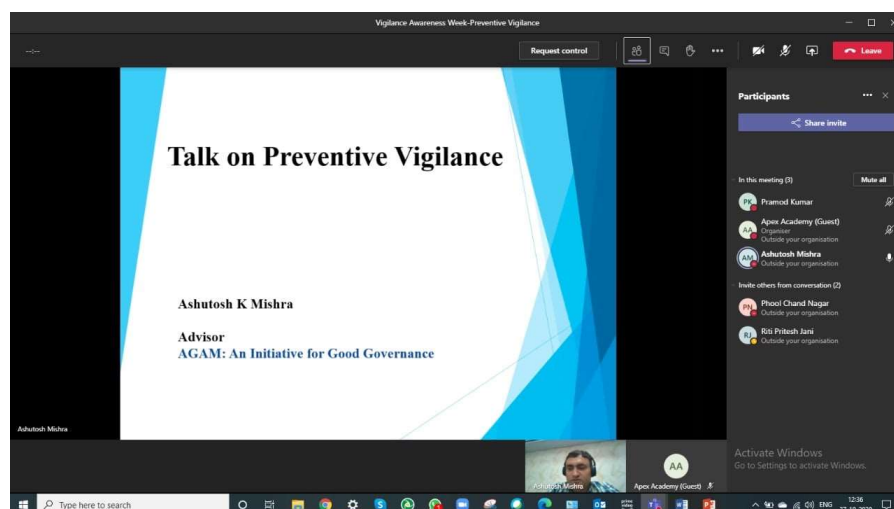 Vigilance Awareness Week-Preventive Vigilance
--:--
Request control
Leave
Talk on Preventive Vigilance
Ashutosh K Mishra
Advisor
AGAM: An Initiative for Good Governance
Ashutosh Mishra
Participants
Share invite
In this meeting (3)
Mute all
PK
Pramod Kumar
AA
Apex Academy (Guest)
Organiser
Outside your organisation
AM
Ashutosh Mishra
Outside your organisation
Invite others from conversation (2)
PN
Phool Chand Nagar
Outside your organisation
RJ
Riti Pritesh Jani
Outside your organisation
Ashutosh Mishra
AA
Apex Academy (Guest)
Activate Windows
Go to Settings to activate Windows.
Type here to search
ENG
12:36